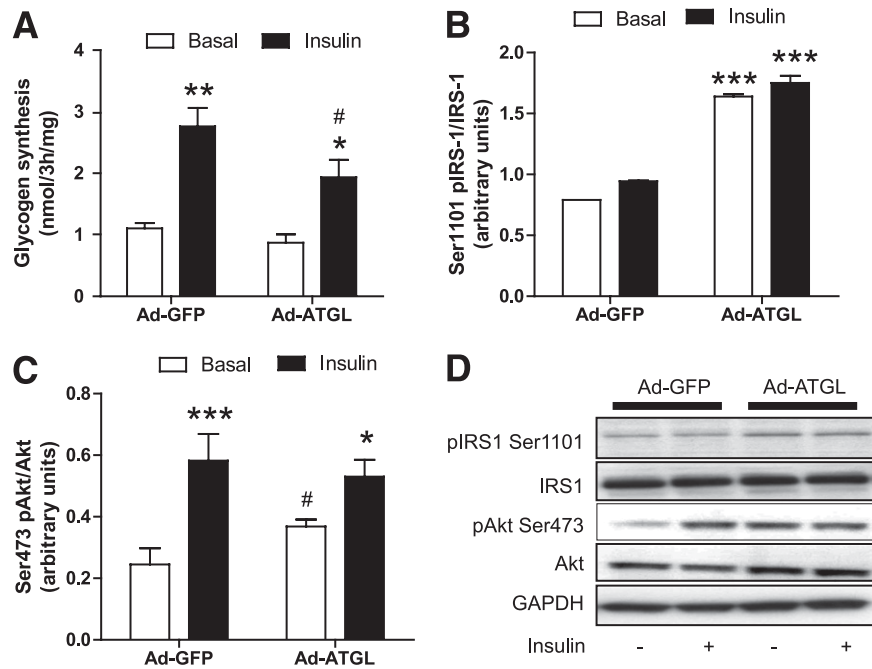 A
Basal
Insulin
Glycogen synthesis
(nmol/3h/mg)
4
3
2
1
0
**
#
*
Ad-GFP
Ad-ATGL
B
Basal
Insulin
Ser1101 pIRS-1/IRS-1
(arbitrary units)
2.0
1.5
1.0
0.5
0.0
***
***
Ad-GFP
Ad-ATGL
C
Basal
Insulin
Ser473 pAkt/Akt
(arbitrary units)
0.8
0.6
0.4
0.2
0.0
***
#
*
Ad-GFP
Ad-ATGL
D
Ad-GFP
Ad-ATGL
pIRS1 Ser1101
IRS1
pAkt Ser473
Akt
GAPDH
Insulin - + - +